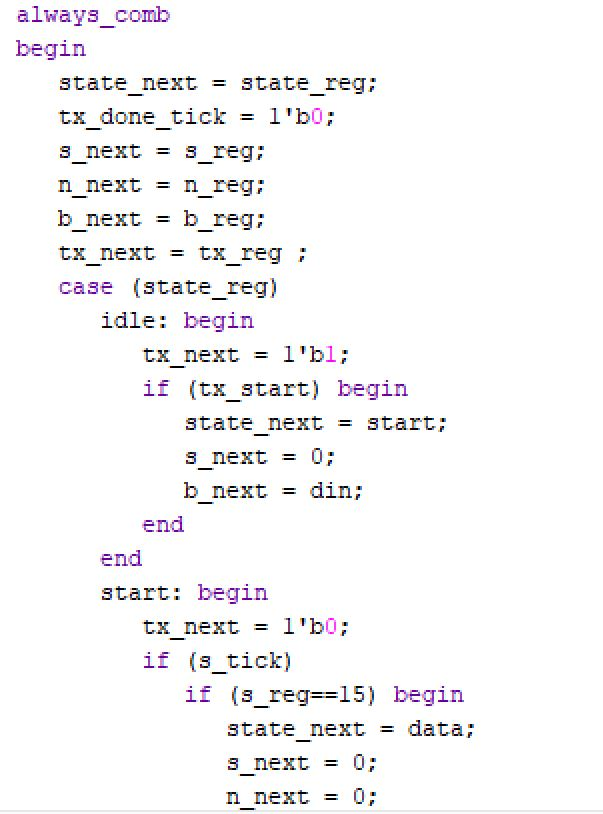 always_comb
begin
state_next = state_reg;
tx_done_tick = 1'b0;
s_next = s_reg;
n_next = n_reg;
b_next = b_reg;
tx_next = tx_reg ;
case (state_reg)
idle: begin
tx_next = 1'b1;
if (tx_start) begin
state_next = start;
s_next = 0;
b_next = din;
end
end
start: begin
tx_next = 1'b0;
if (s_tick)
if (s_reg==15) begin
state_next = data;
s_next = 0;
n_next = 0;